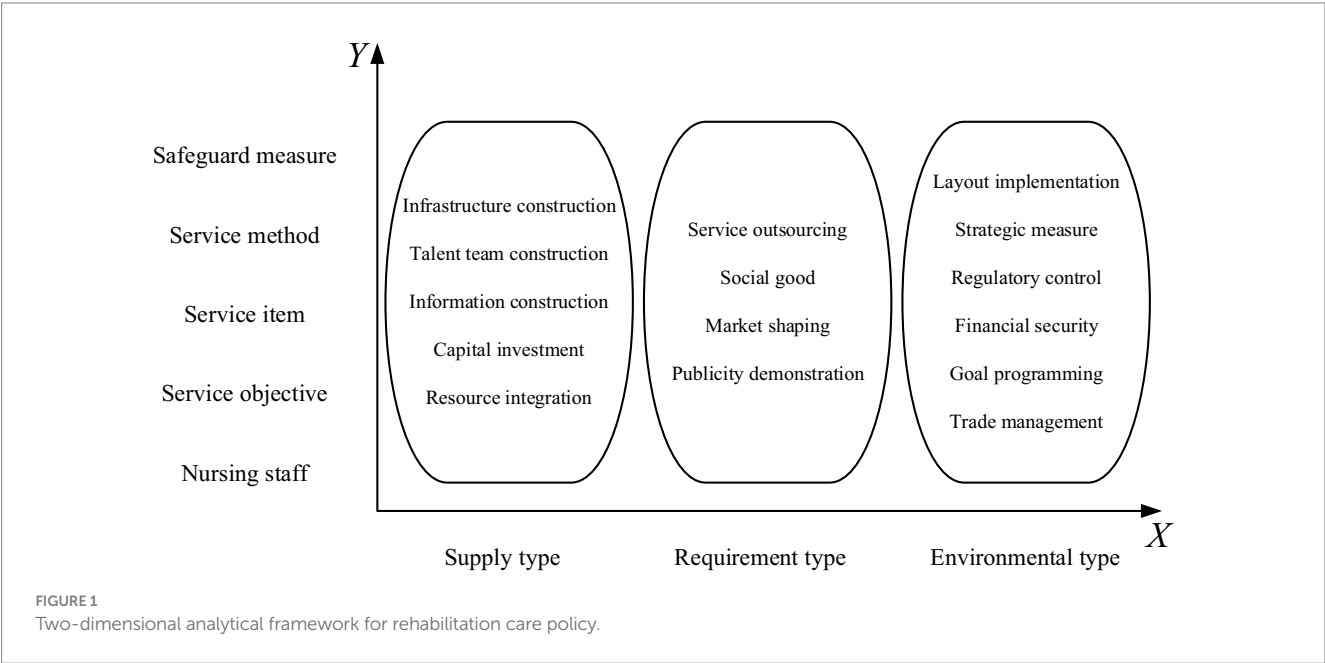 Y
Safeguard measure
Service method
Service item
Service objective
Nursing staff
Infrastructure construction
Talent team construction
Information construction
Capital investment
Resource integration
Service outsourcing
Social good
Market shaping
Publicity demonstration
Layout implementation
Strategic measure
Regulatory control
Financial security
Goal programming
Trade management
X
Supply type
Requirement type
Environmental type
FIGURE 1
Two-dimensional analytical framework for rehabilitation care policy.